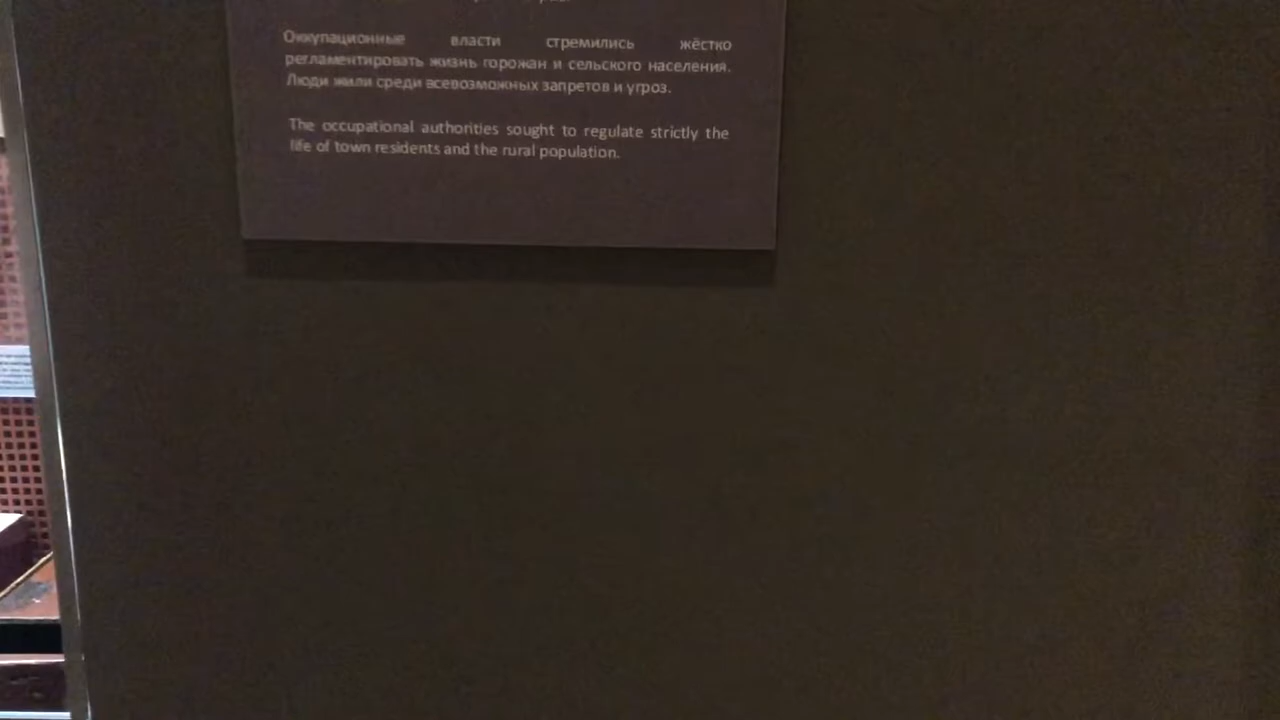 Оккупационные власти стремились жёстко
регламентировать жизнь горожан и сельского населения.
Люди жили среди всевозможных запретов и угроз.
The occupational authorities sought to regulate strictly the
life of town residents and the rural population.